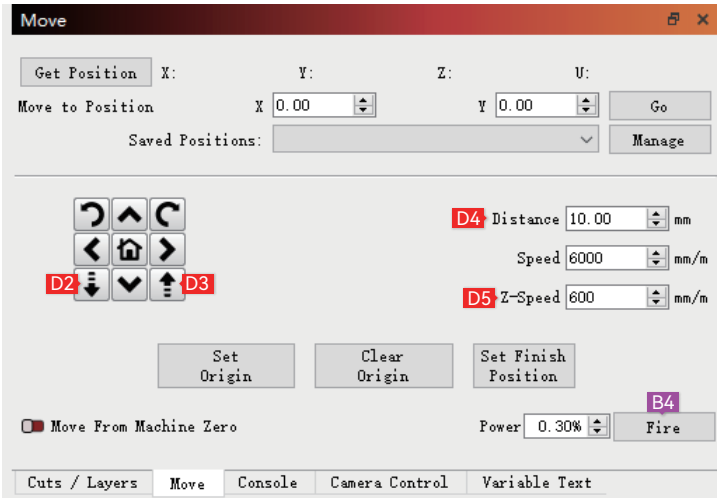 Move
Get Position X: Y: Z: U:
Move to Position X 0.00 Y 0.00 Go
Saved Positions: Manage
D4 Distance 10.00 mm
Speed 6000 mm/m
D2 D3 D5 Z-Speed 600 mm/m
Set Origin Clear Origin Set Finish Position
B4
Move From Machine Zero Power 0.30% Fire
Cuts / Layers Move Console Camera Control Variable Text